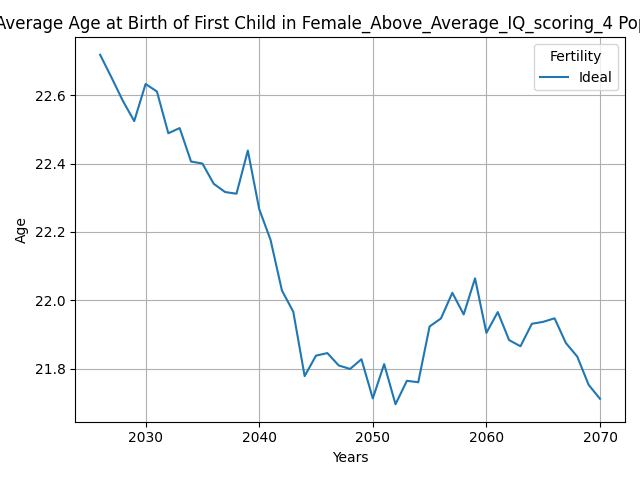 Average Age at Birth of First Child in Female_Above_Average_IQ_scoring_4
Fertility
Ideal
22.6
22.4
22.2
22.0
21.8
Age
2030 2040 2050 2060 2070
Years